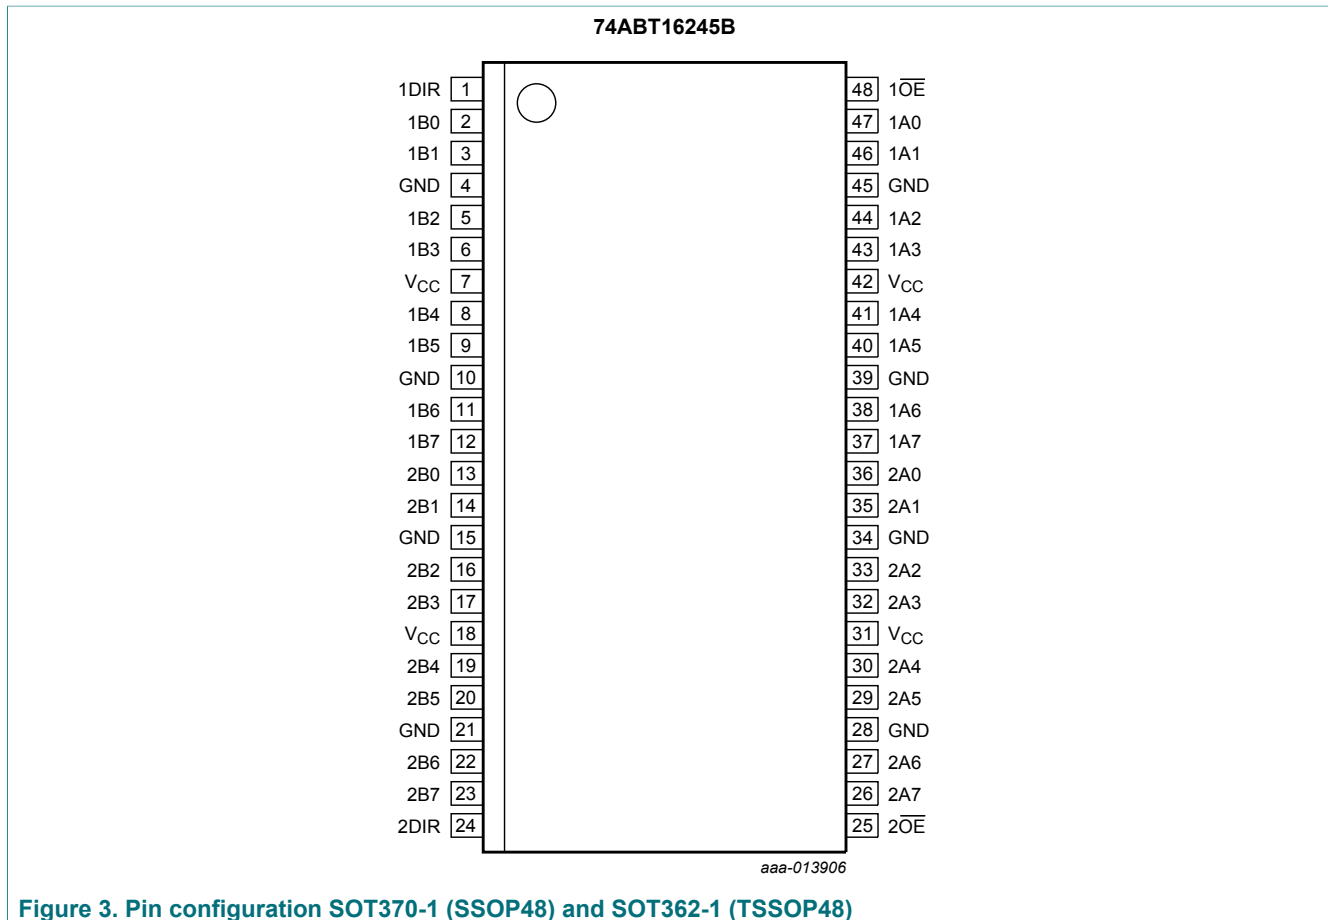 74ABT16245B
1DIR 1 48 1O̅E̅
1B0 2 47 1A0
1B1 3 46 1A1
GND 4 45 GND
1B2 5 44 1A2
1B3 6 43 1A3
VCC 7 42 VCC
1B4 8 41 1A4
1B5 9 40 1A5
GND 10 39 GND
1B6 11 38 1A6
1B7 12 37 1A7
2B0 13 36 2A0
2B1 14 35 2A1
GND 15 34 GND
2B2 16 33 2A2
2B3 17 32 2A3
VCC 18 31 VCC
2B4 19 30 2A4
2B5 20 29 2A5
GND 21 28 GND
2B6 22 27 2A6
2B7 23 26 2A7
2DIR 24 25 2O̅E̅
aaa-013906
Figure 3. Pin configuration SOT370-1 (SSOP48) and SOT362-1 (TSSOP48)